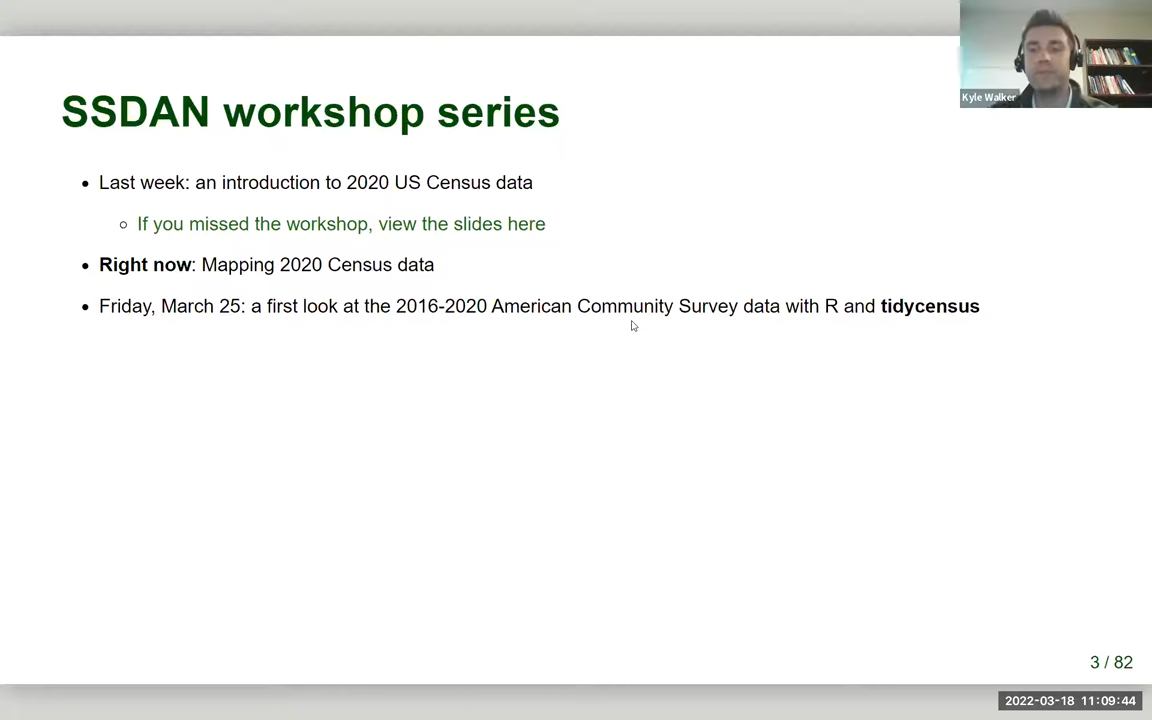 Kyle Walker
SSDAN workshop series
Last week: an introduction to 2020 US Census data
If you missed the workshop, view the slides here
Right now: Mapping 2020 Census data
Friday, March 25: a first look at the 2016-2020 American Community Survey data with R and tidycensus
3 / 82
2022-03-18 11:09:44